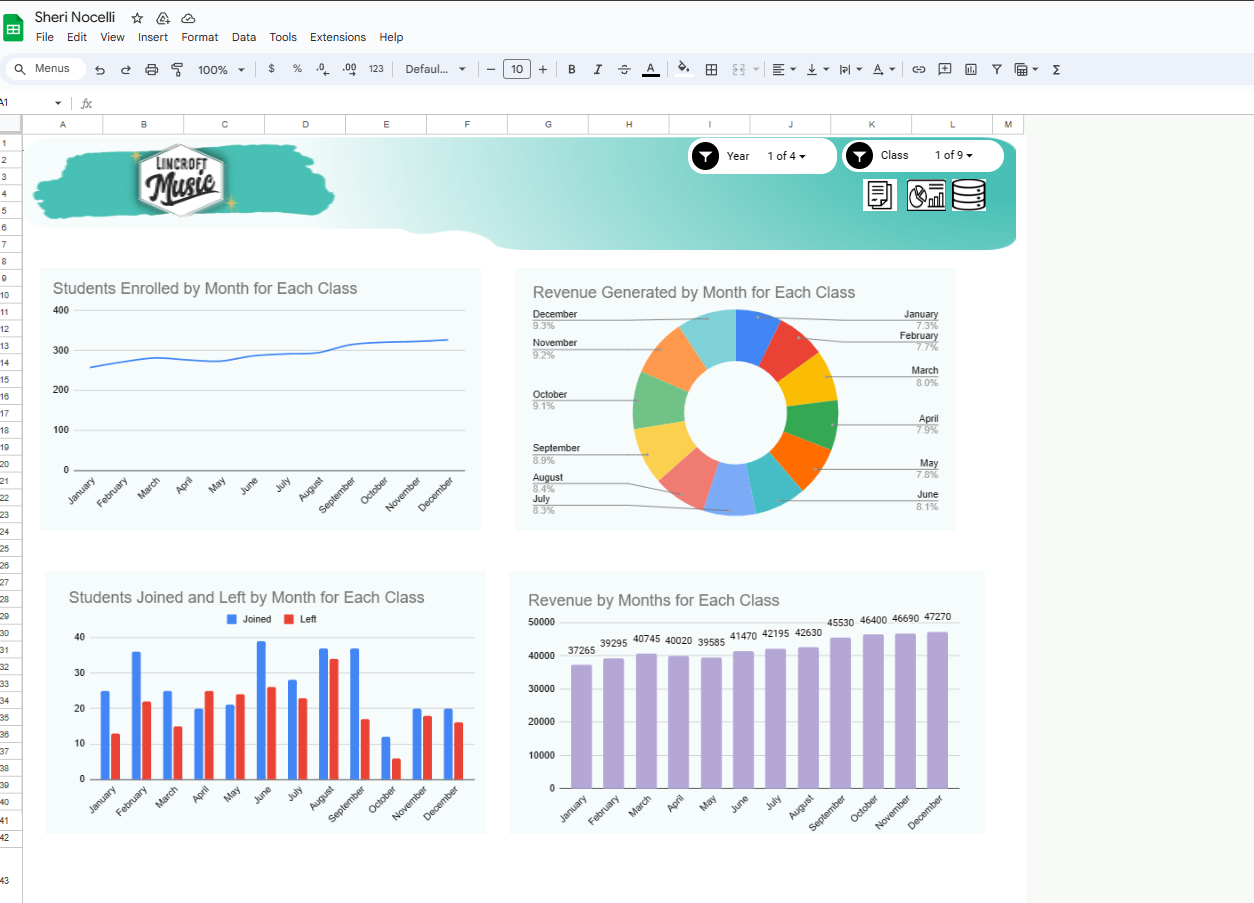 Sheri Nocelli
File Edit View Insert Format Data Tools Extensions Help
Menus 100% $ % .0 .00 123 Defaul... 10 B I A
A1 fx
A B C D E F G H I J K L M
1
2
3
4
5
6
7
8
9
10
11
12
13
14
15
16
17
18
19
20
21
22
23
24
25
26
27
28
29
30
31
32
33
34
35
36
37
38
39
40
41
42
43
LINCROFT
Music
Year 1 of 4
Class 1 of 9
Students Enrolled by Month for Each Class
400
300
200
100
0
January February March April May June July August September October November December
Revenue Generated by Month for Each Class
December
9.3%
November
9.2%
October
9.1%
September
8.9%
August
8.4%
July
8.3%
January
7.3%
February
7.7%
March
8.0%
April
7.9%
May
7.8%
June
8.1%
Students Joined and Left by Month for Each Class
Joined Left
40
30
20
10
0
January February March April May June July August September October November December
Revenue by Months for Each Class
50000
40000
30000
20000
10000
0
37265 39295 40745 40020 39585 41470 42195 42630 45530 46400 46690 47270
January February March April May June July August September October November December